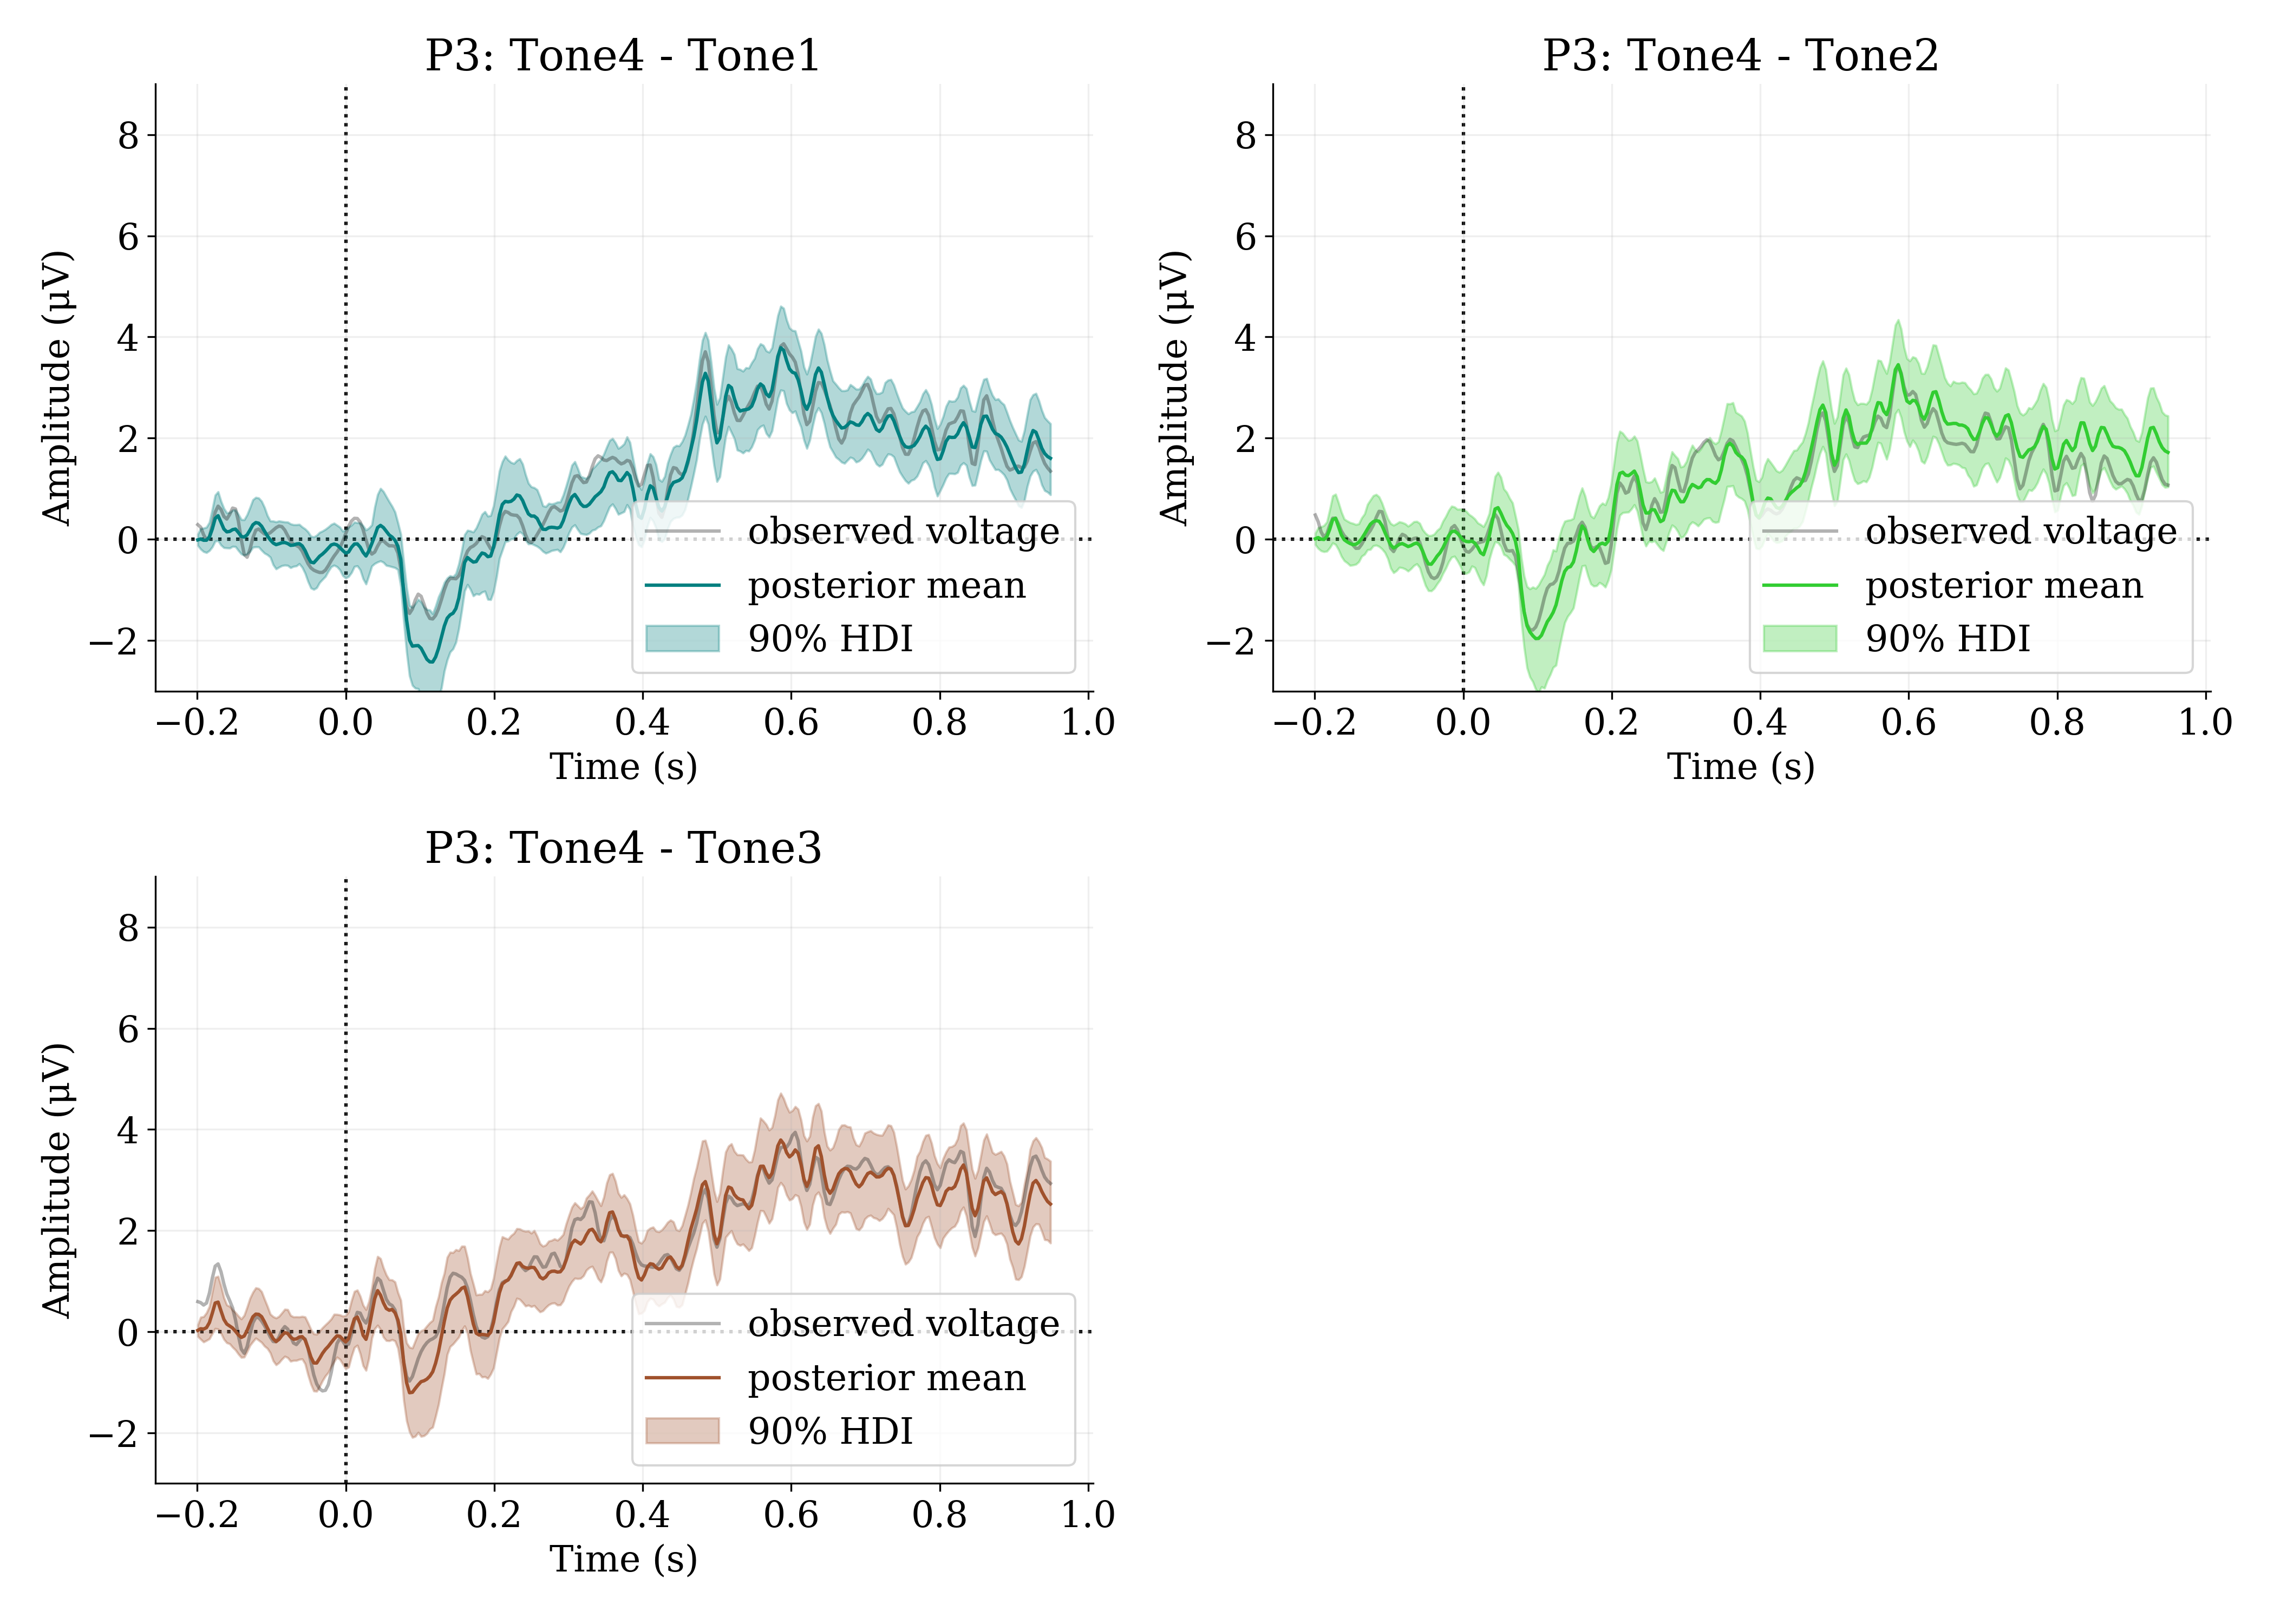 P3: Tone4 - Tone1
Amplitude (µV)
8
6
4
2
0
−2
observed voltage
posterior mean
90% HDI
−0.2 0.0 0.2 0.4 0.6 0.8 1.0
Time (s)
P3: Tone4 - Tone2
Amplitude (µV)
8
6
4
2
0
−2
observed voltage
posterior mean
90% HDI
−0.2 0.0 0.2 0.4 0.6 0.8 1.0
Time (s)
P3: Tone4 - Tone3
Amplitude (µV)
8
6
4
2
0
−2
observed voltage
posterior mean
90% HDI
−0.2 0.0 0.2 0.4 0.6 0.8 1.0
Time (s)